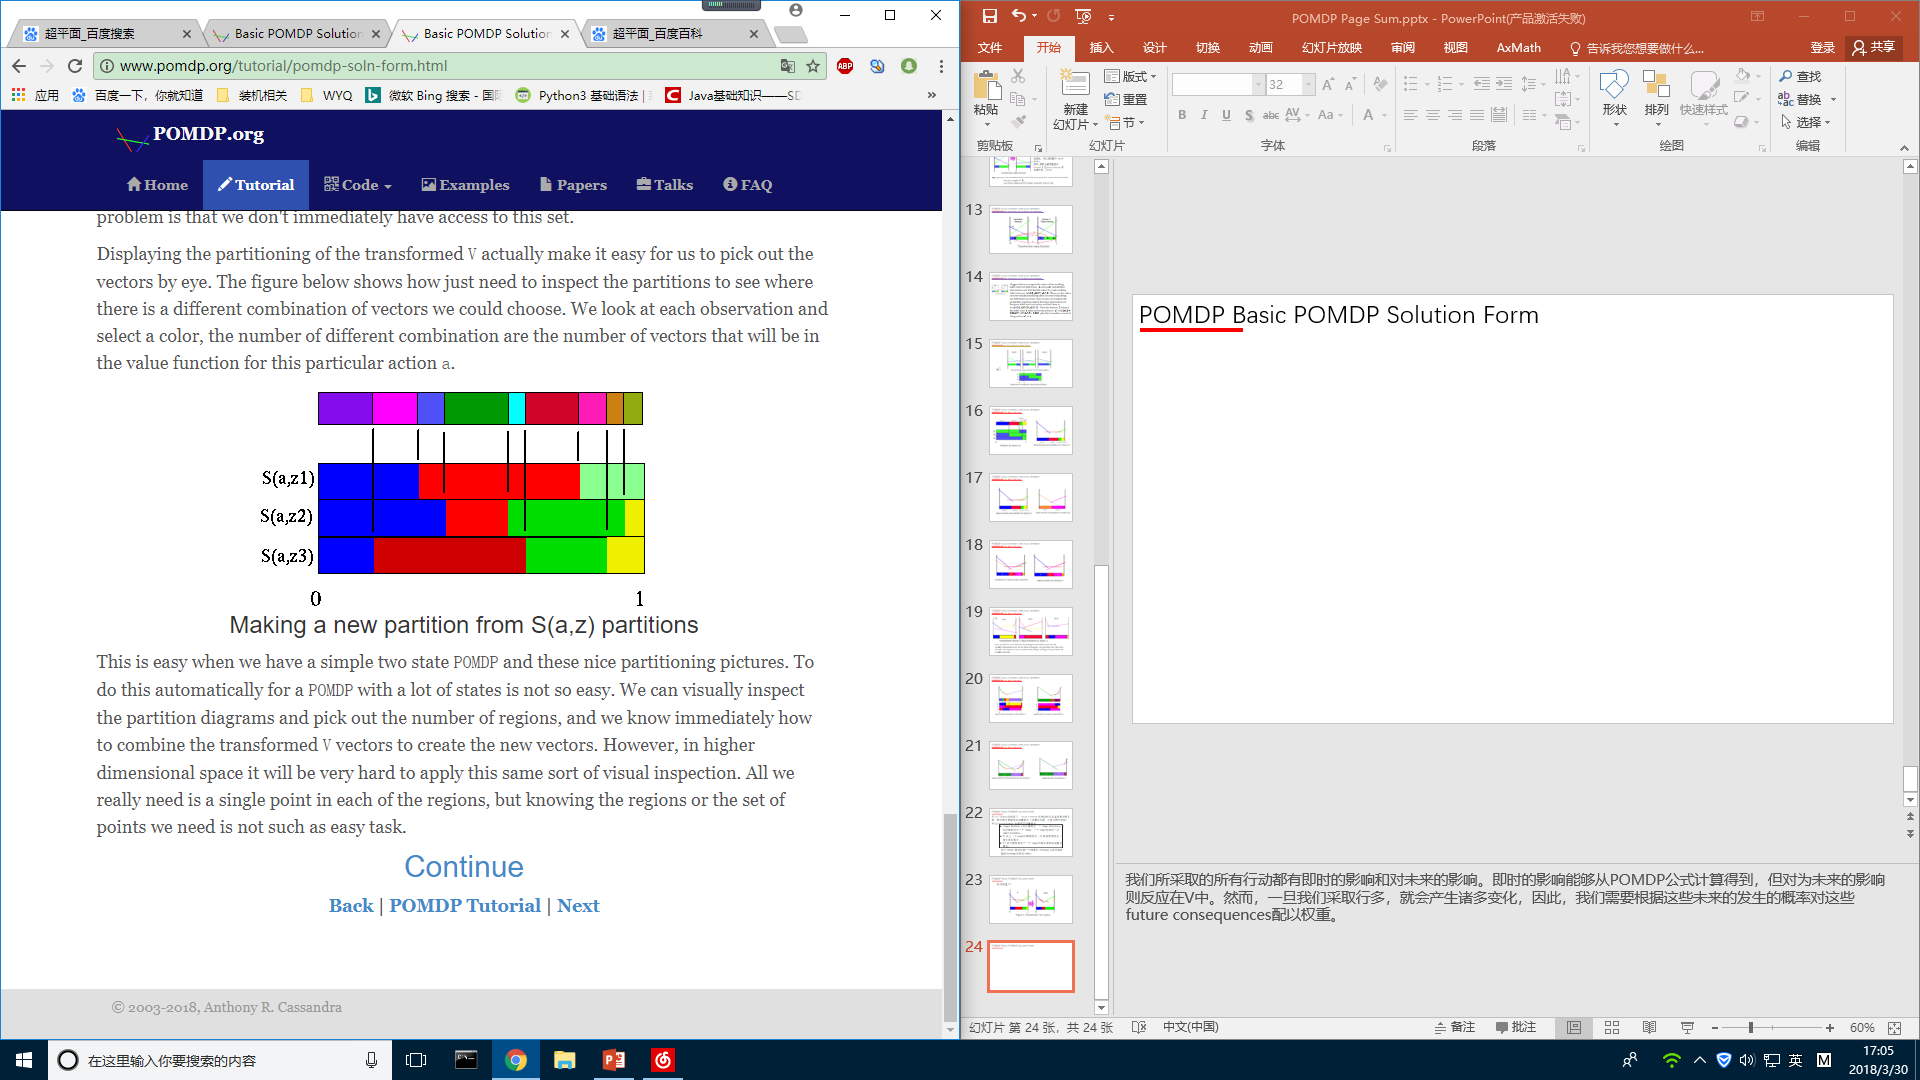 超平面_百度搜索
Basic POMDP Solution
Basic POMDP Solution
超平面_百度百科
www.pomdp.org/tutorial/pomdp-soln-form.html
应用
百度一下，你就知道
装机相关
WYQ
微软 Bing 搜索 - 国
Python3 基础语法 |
Java基础知识——SD
»
POMDP.org
Home
Tutorial
Code
Examples
Papers
Talks
FAQ
problem is that we don't immediately have access to this set.
Displaying the partitioning of the transformed V actually make it easy for us to pick out the
vectors by eye. The figure below shows how just need to inspect the partitions to see where
there is a different combination of vectors we could choose. We look at each observation and
select a color, the number of different combination are the number of vectors that will be in
the value function for this particular action a.
S(a,z1)
S(a,z2)
S(a,z3)
0 1
Making a new partition from S(a,z) partitions
This is easy when we have a simple two state POMDP and these nice partitioning pictures. To
do this automatically for a POMDP with a lot of states is not so easy. We can visually inspect
the partition diagrams and pick out the number of regions, and we know immediately how
to combine the transformed V vectors to create the new vectors. However, in higher
dimensional space it will be very hard to apply this same sort of visual inspection. All we
really need is a single point in each of the regions, but knowing the regions or the set of
points we need is not such as easy task.
Continue
Back | POMDP Tutorial | Next
© 2003-2018, Anthony R. Cassandra
POMDP Page Sum.pptx - PowerPoint(产品激活失败)
文件
开始
插入
设计
切换
动画
幻灯片放映
审阅
视图
AxMath
告诉我您想要做什么...
登录
共享
粘贴
剪贴板
新建
幻灯片
版式
重置
节
幻灯片
32
B I U S abc AV Aa A
字体
段落
形状
排列
快速样式
绘图
查找
替换
选择
编辑
13
14
15
16
17
18
19
20
21
22
23
24
POMDP Basic POMDP Solution Form
我们所采取的所有行动都有即时的影响和对未来的影响。即时的影响能够从POMDP公式计算得到，但对为未来的影响
则反应在V中。然而，一旦我们采取行多，就会产生诸多变化，因此，我们需要根据这些未来的发生的概率对这些
future consequences配以权重。
幻灯片 第 24 张，共 24 张
中文(中国)
备注
批注
60%
在这里输入你要搜索的内容
英
M
17:05
2018/3/30